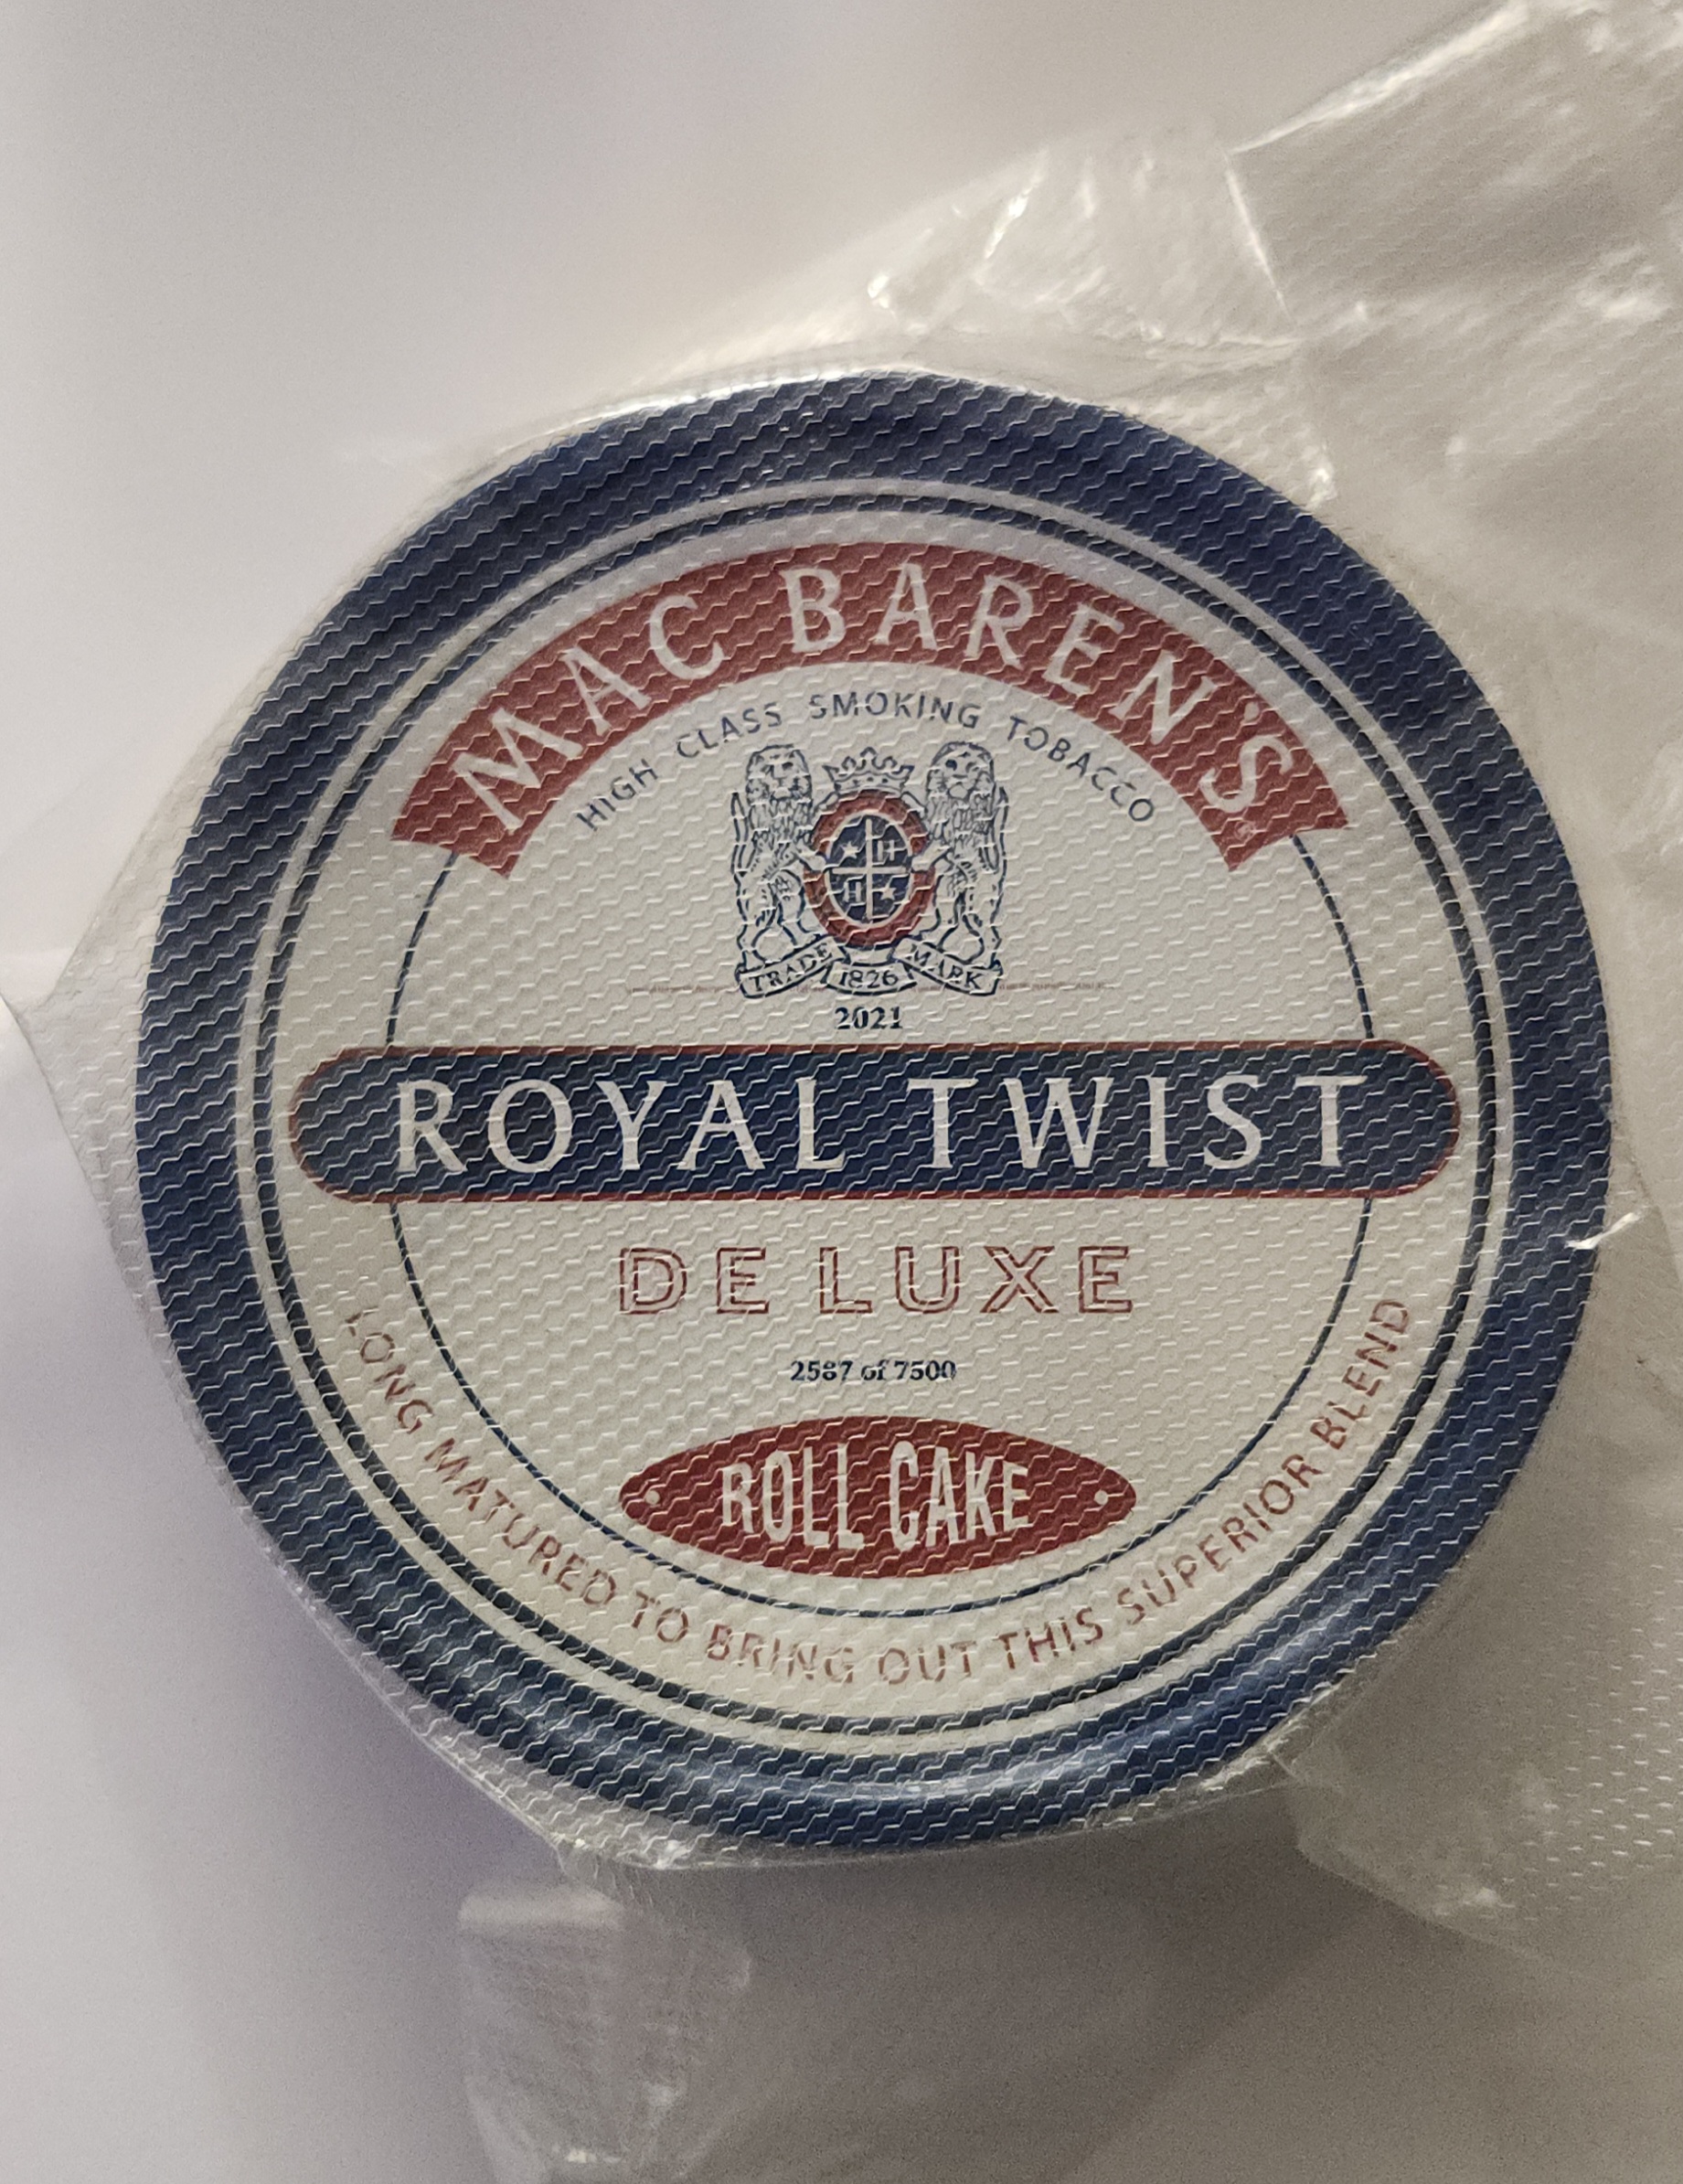 MAC BAREN'S
HIGH CLASS SMOKING TOBACCO
H
H
TRADE 1826 MARK
2021
ROYAL TWIST
DE LUXE
2587 of 7500
ROLL CAKE
LONG MATURED TO BRING OUT THIS SUPERIOR BLEND